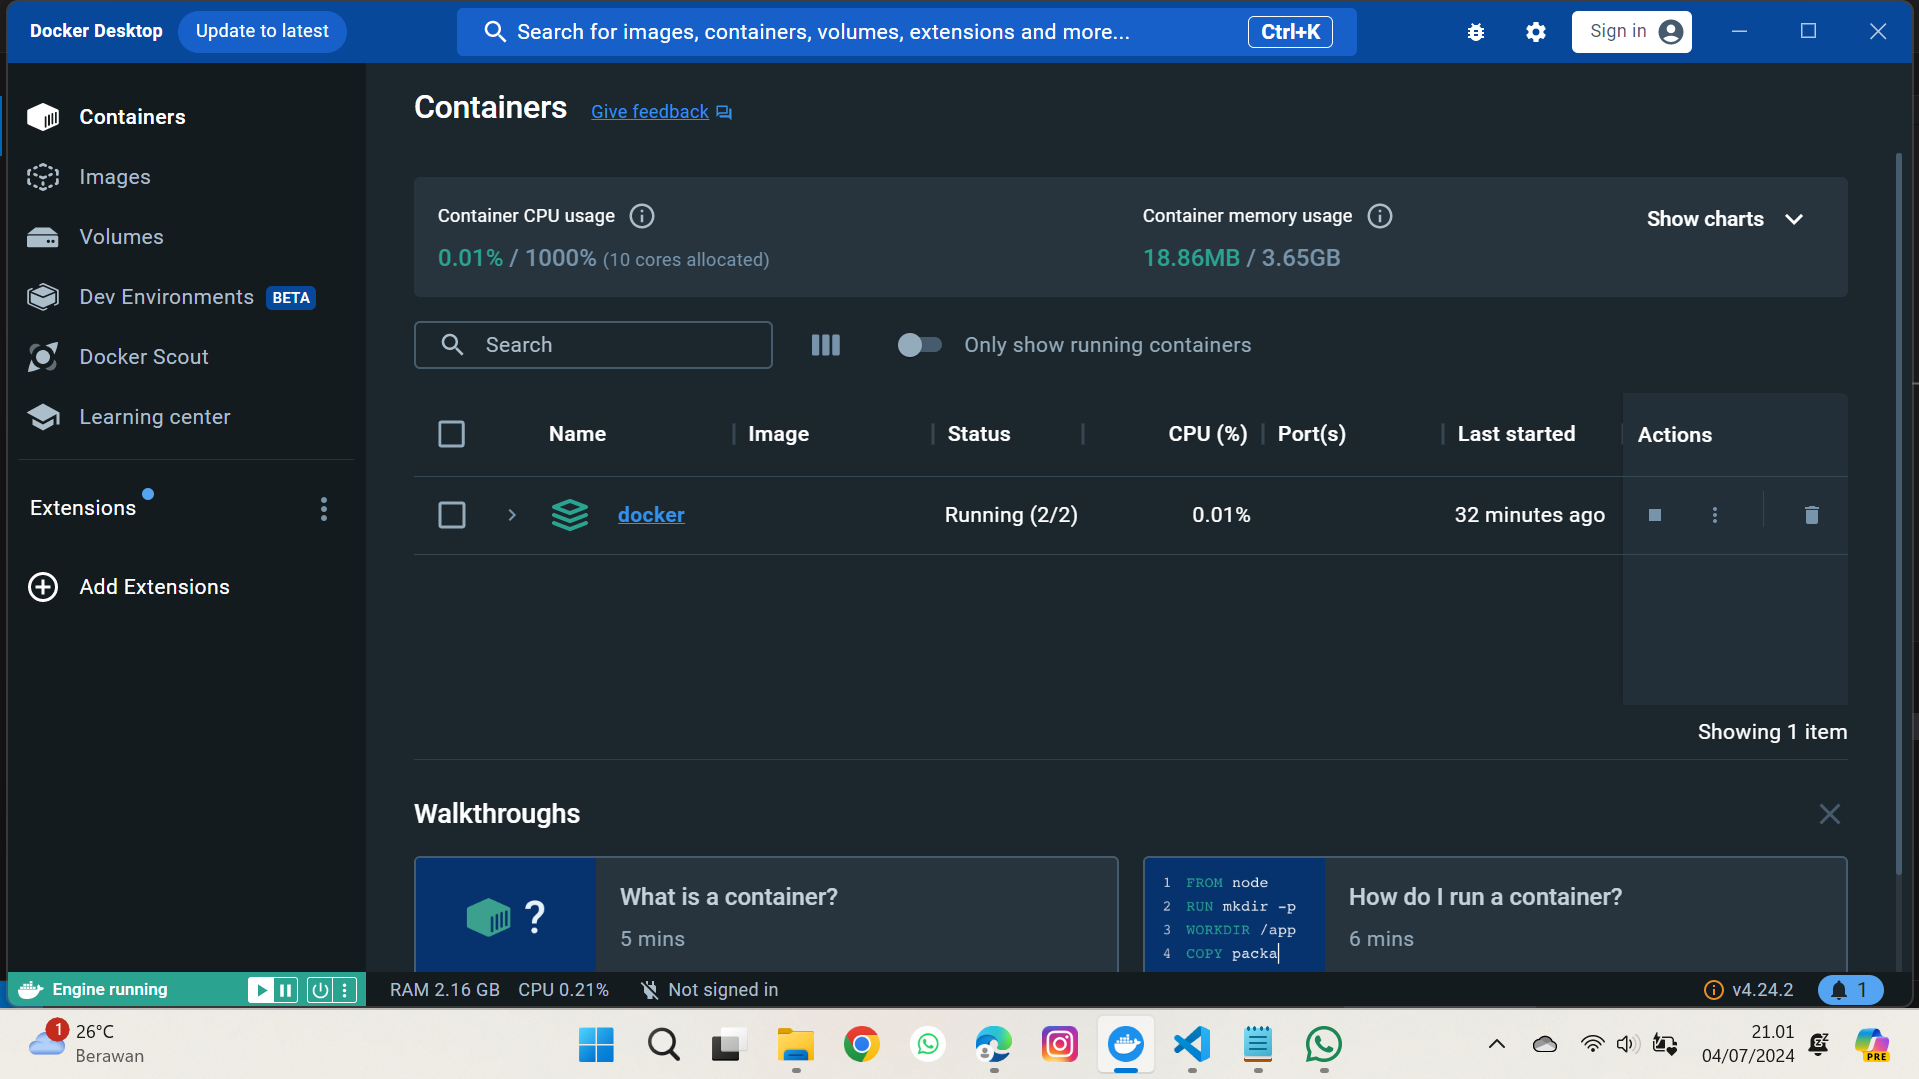 Docker Desktop
Update to latest
Search for images, containers, volumes, extensions and more...
Ctrl+K
Sign in
Containers
Images
Volumes
Dev Environments BETA
Docker Scout
Learning center
Extensions
Add Extensions
Containers Give feedback
Container CPU usage
0.01% / 1000% (10 cores allocated)
Container memory usage
18.86MB / 3.65GB
Show charts
Search
Only show running containers
Name Image Status CPU (%) Port(s) Last started Actions
docker Running (2/2) 0.01% 32 minutes ago
Showing 1 item
Walkthroughs
?
What is a container?
5 mins
1 FROM node
2 RUN mkdir -p
3 WORKDIR /app
4 COPY packa
How do I run a container?
6 mins
Engine running
RAM 2.16 GB CPU 0.21% Not signed in
v4.24.2
1
1
26°C
Berawan
21.01
04/07/2024
PRE